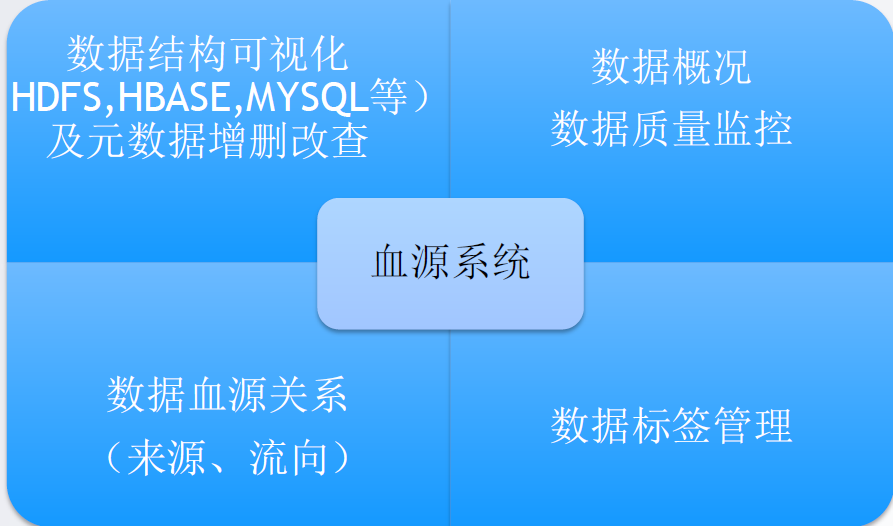 数据结构可视化
HDFS,HBASE,MYSQL等）
及元数据增删改查
数据概况
数据质量监控
血源系统
数据血源关系
（来源、流向）
数据标签管理